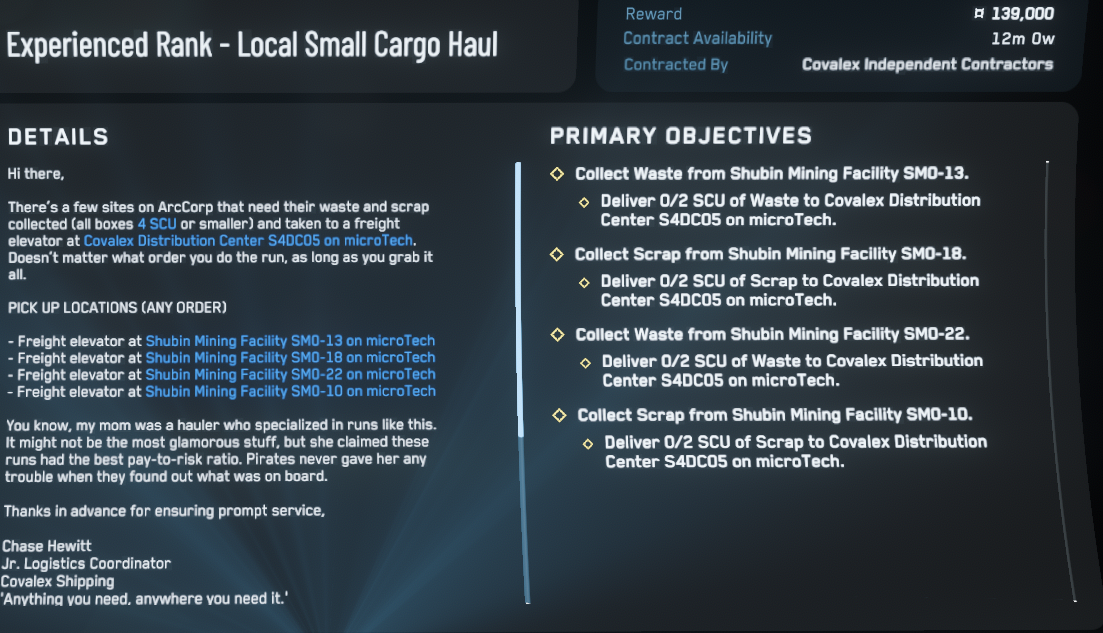 Experienced Rank - Local Small Cargo Haul
Reward ¤ 139,000
Contract Availability 12m 0w
Contracted By Covalex Independent Contractors
DETAILS
Hi there,
There's a few sites on ArcCorp that need their waste and scrap
collected (all boxes 4 SCU or smaller) and taken to a freight
elevator at Covalex Distribution Center S4DC05 on microTech.
Doesn't matter what order you do the run, as long as you grab it
all.
PICK UP LOCATIONS (ANY ORDER)
- Freight elevator at Shubin Mining Facility SM0-13 on microTech
- Freight elevator at Shubin Mining Facility SM0-18 on microTech
- Freight elevator at Shubin Mining Facility SM0-22 on microTech
- Freight elevator at Shubin Mining Facility SM0-10 on microTech
You know, my mom was a hauler who specialized in runs like this.
It might not be the most glamorous stuff, but she claimed these
runs had the best pay-to-risk ratio. Pirates never gave her any
trouble when they found out what was on board.
Thanks in advance for ensuring prompt service,
Chase Hewitt
Jr. Logistics Coordinator
Covalex Shipping
'Anything you need, anywhere you need it.'
PRIMARY OBJECTIVES
Collect Waste from Shubin Mining Facility SM0-13.
Deliver 0/2 SCU of Waste to Covalex Distribution
Center S4DC05 on microTech.
Collect Scrap from Shubin Mining Facility SM0-18.
Deliver 0/2 SCU of Scrap to Covalex Distribution
Center S4DC05 on microTech.
Collect Waste from Shubin Mining Facility SM0-22.
Deliver 0/2 SCU of Waste to Covalex Distribution
Center S4DC05 on microTech.
Collect Scrap from Shubin Mining Facility SM0-10.
Deliver 0/2 SCU of Scrap to Covalex Distribution
Center S4DC05 on microTech.